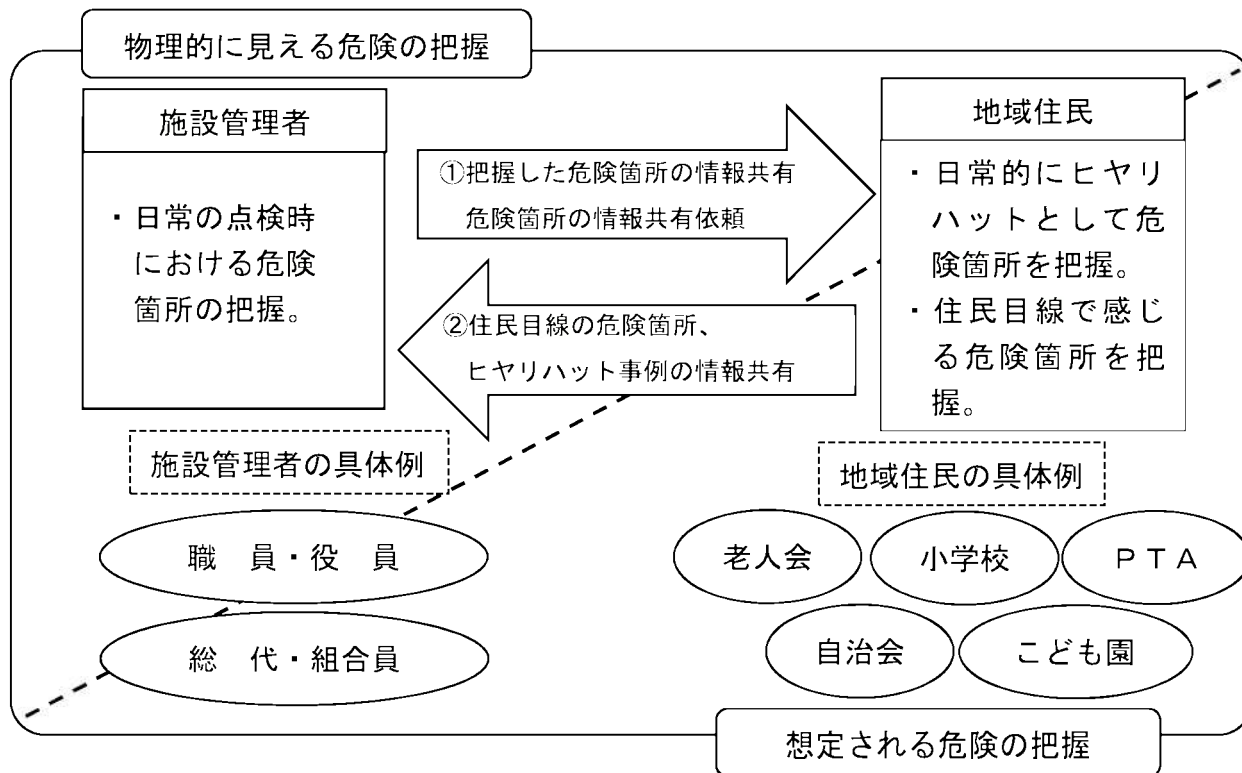 物理的に見える危険の把握
施設管理者
・日常の点検時
における危険
箇所の把握。
①把握した危険箇所の情報共有
危険箇所の情報共有依頼
②住民目線の危険箇所、
ヒヤリハット事例の情報共有
地域住民
・日常的にヒヤリ
ハットとして危
険箇所を把握。
・住民目線で感じ
る危険箇所を把
握。
施設管理者の具体例
職　員・役　員
総　代・組合員
地域住民の具体例
老人会
小学校
ＰＴＡ
自治会
こども園
想定される危険の把握